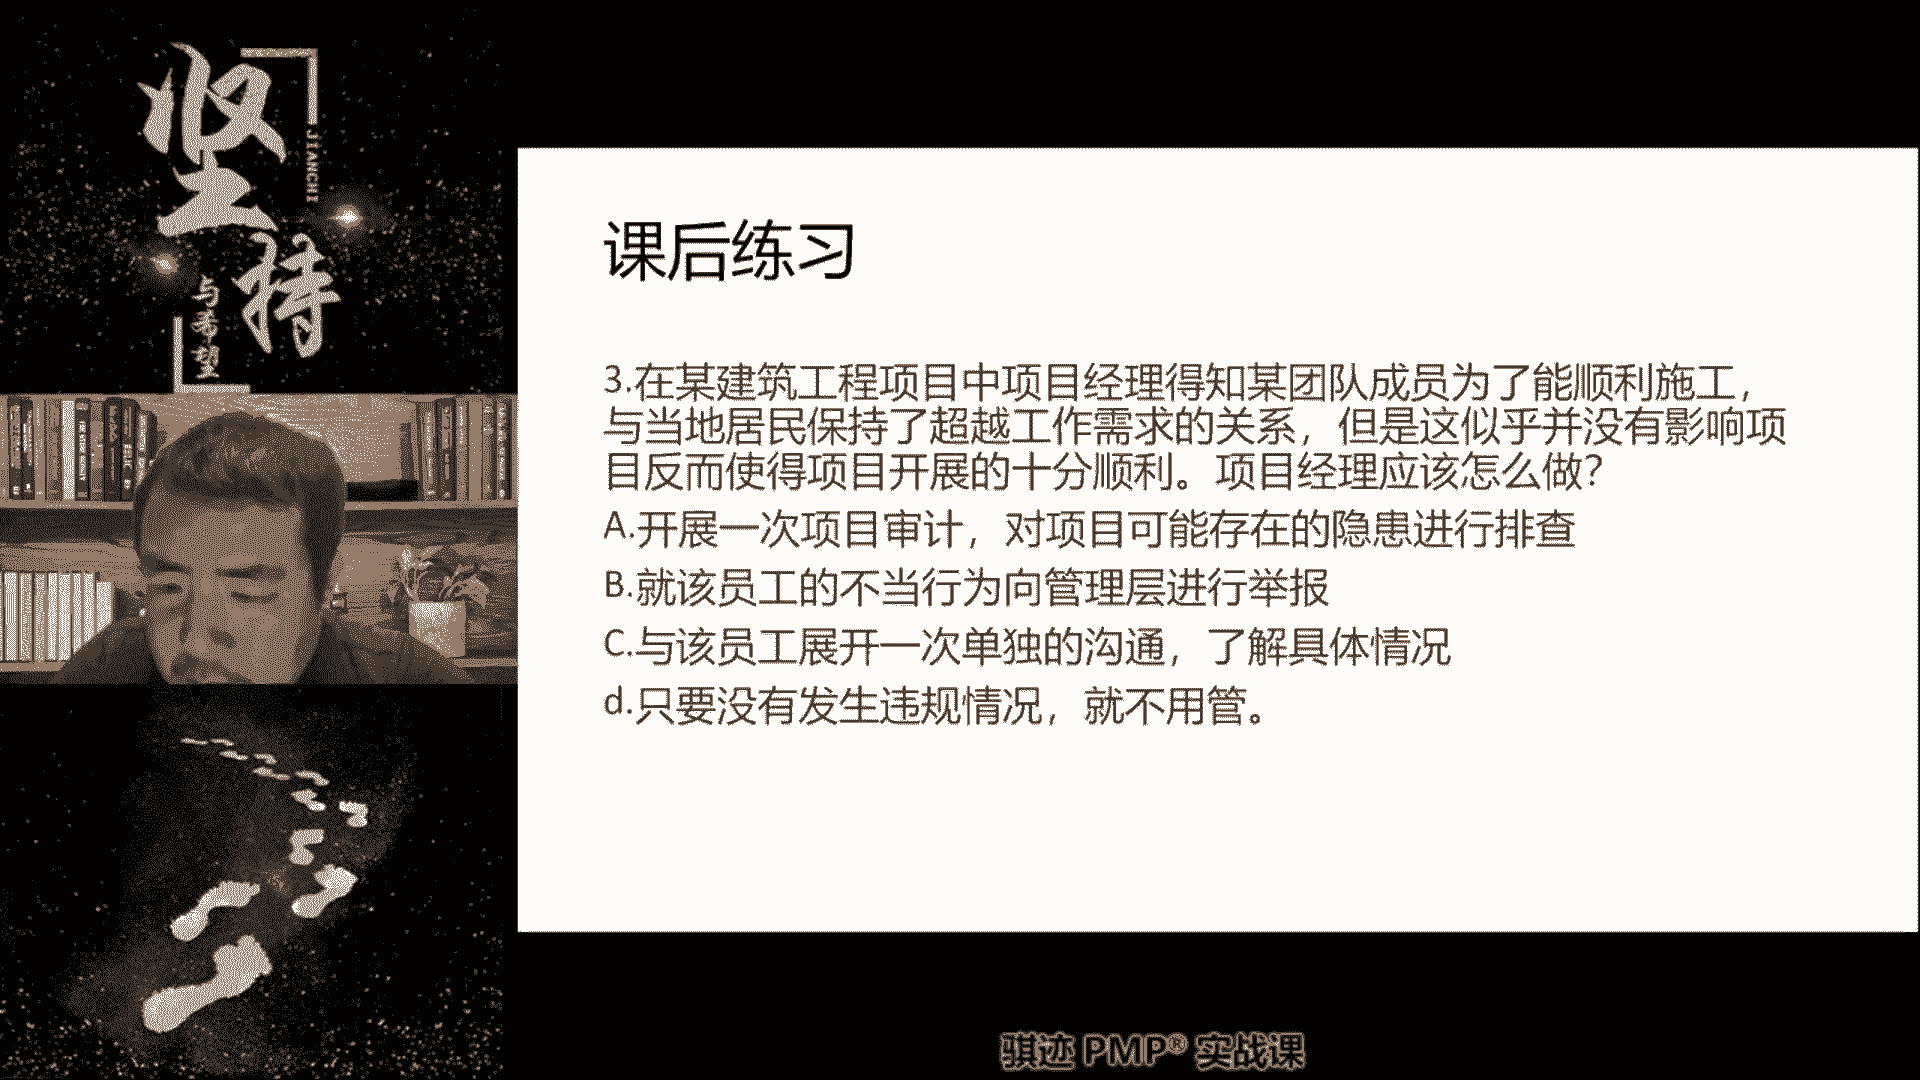 坚
JIANCHI
持
与希望
课后练习
3.在某建筑工程项目中项目经理得知某团队成员为了能顺利施工，
与当地居民保持了超越工作需求的关系，但是这似乎并没有影响项
目反而使得项目开展的十分顺利。项目经理应该怎么做？
A.开展一次项目审计，对项目可能存在的隐患进行排查
B.就该员工的不当行为向管理层进行举报
C.与该员工展开一次单独的沟通，了解具体情况
d.只要没有发生违规情况，就不用管。
骐迹 PMP® 实战课